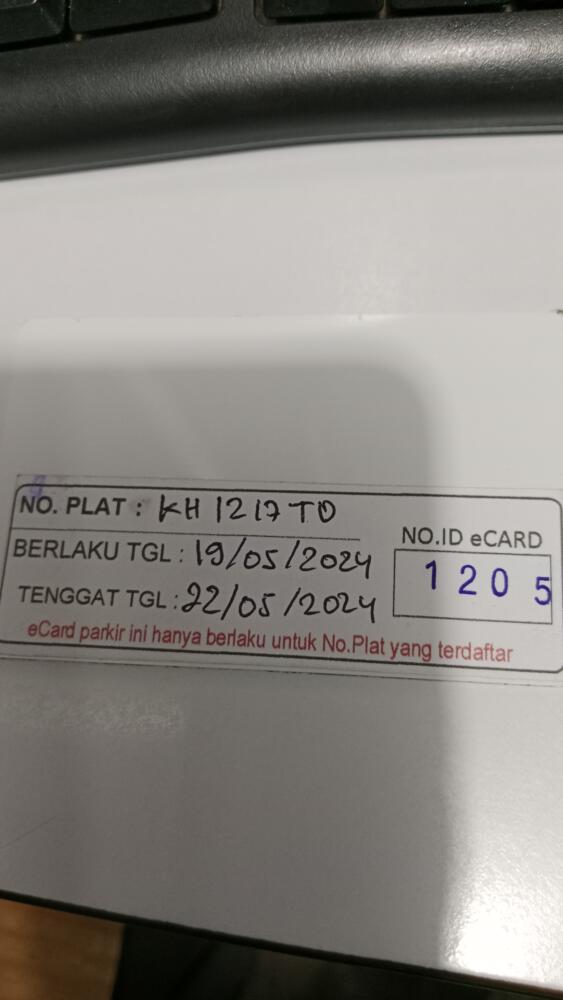 NO. PLAT : KH 1217 TO
BERLAKU TGL : 19/05/2024
TENGGAT TGL : 22/05/2024
NO.ID eCARD
1205
eCard parkir ini hanya berlaku untuk No.Plat yang terdaftar